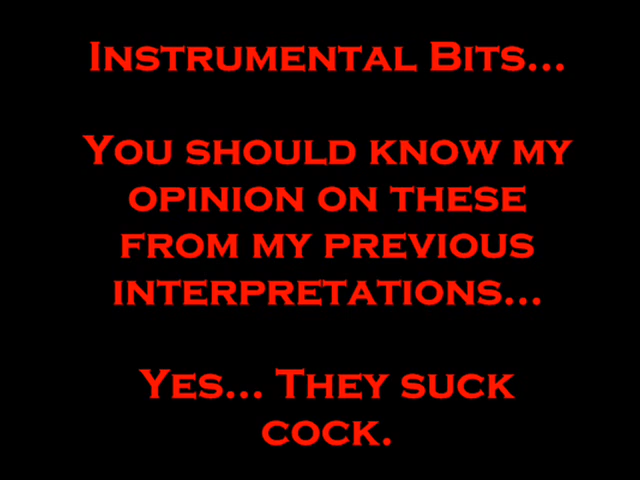 Instrumental Bits...
You should know my
opinion on these
from my previous
interpretations...
Yes... They suck
cock.